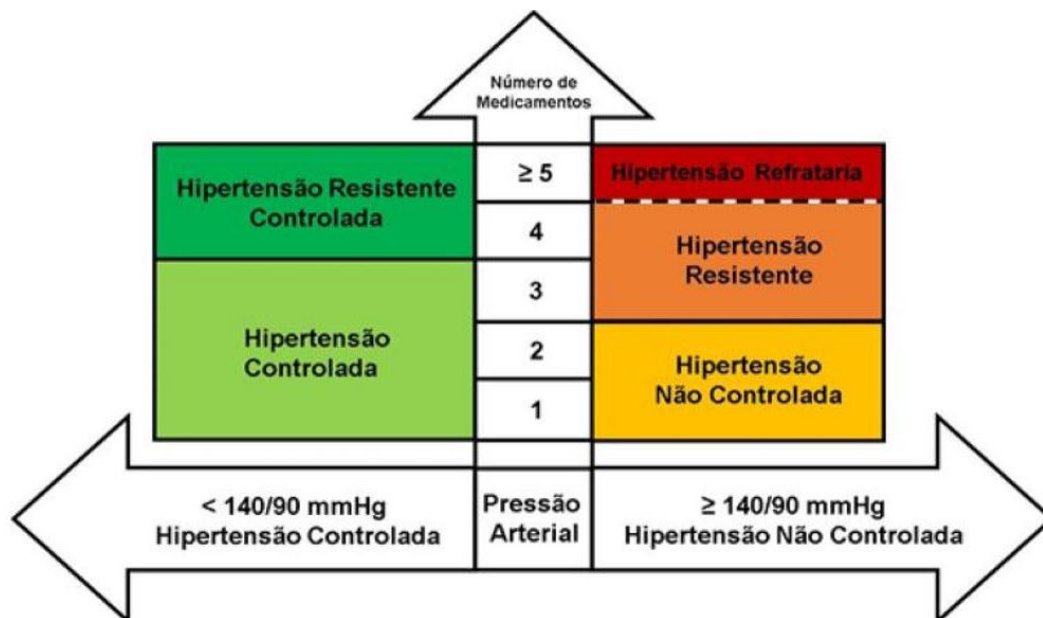 Número de
Medicamentos
Hipertensão Resistente
Controlada
≥ 5
Hipertensão Refrataria
4
Hipertensão
Resistente
3
Hipertensão
Controlada
2
Hipertensão
Não Controlada
1
< 140/90 mmHg
Hipertensão Controlada
Pressão
Arterial
≥ 140/90 mmHg
Hipertensão Não Controlada